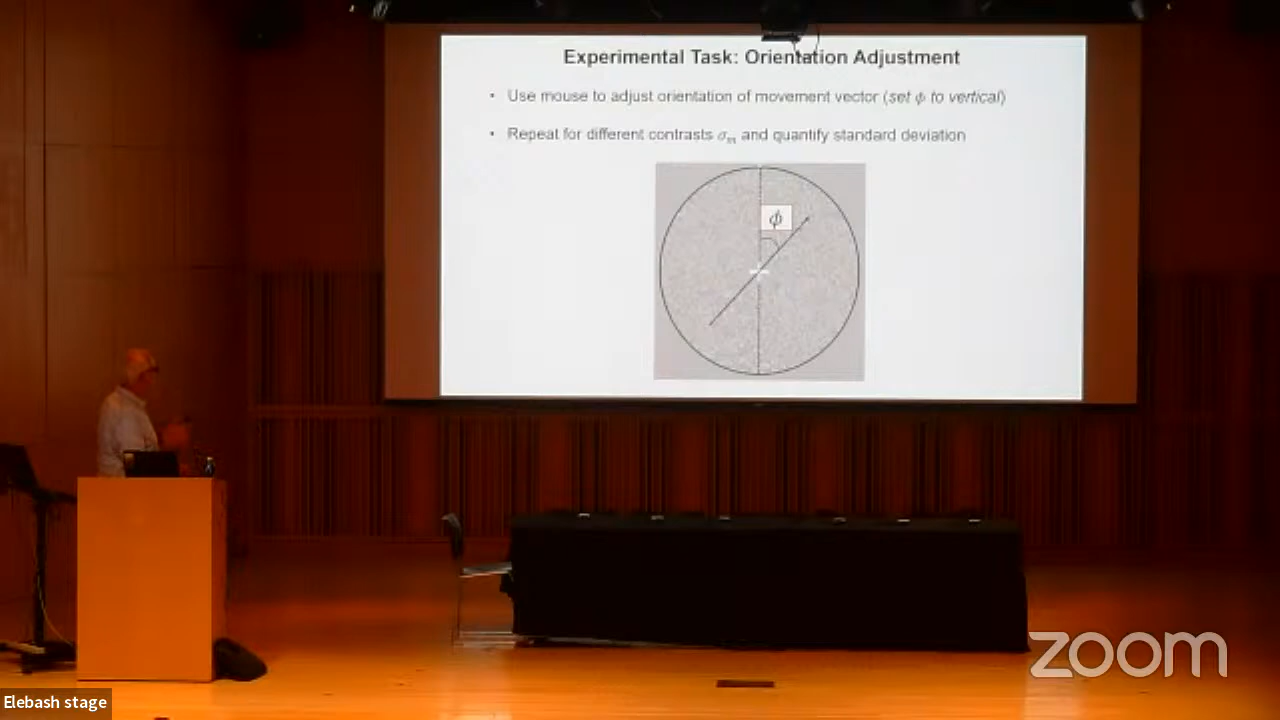 Experimental Task: Orientation Adjustment
• Use mouse to adjust orientation of movement vector (set ϕ to vertical)
• Repeat for different contrasts σₘ and quantify standard deviation
ϕ
zoom
Elebash stage